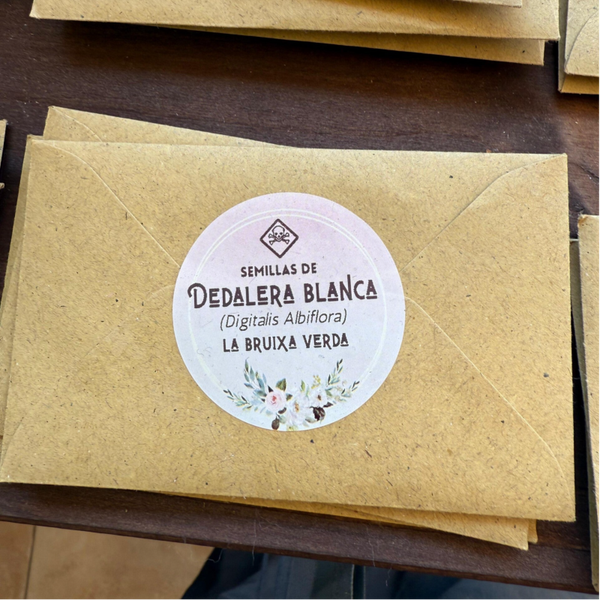 SEMILLAS DE
DEDALERA BLANCA
(Digitalis Albiflora)
LA BRUIXA VERDA